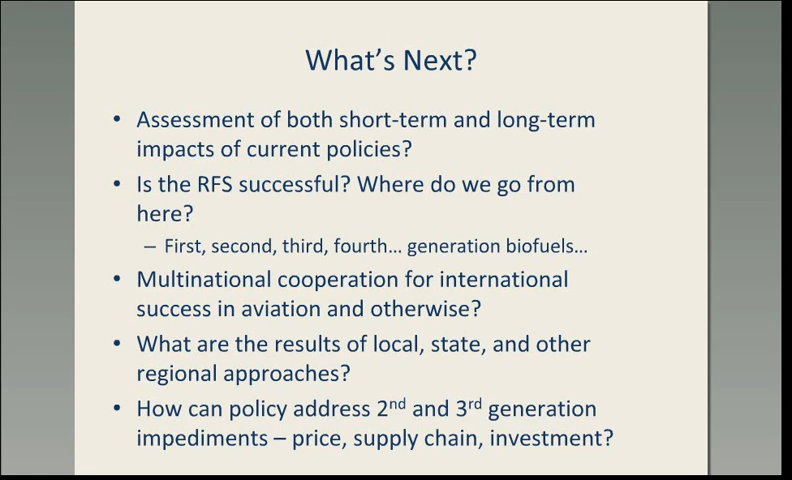 What's Next?
• Assessment of both short-term and long-term
impacts of current policies?
• Is the RFS successful? Where do we go from
here?
– First, second, third, fourth... generation biofuels...
• Multinational cooperation for international
success in aviation and otherwise?
• What are the results of local, state, and other
regional approaches?
• How can policy address 2nd and 3rd generation
impediments – price, supply chain, investment?